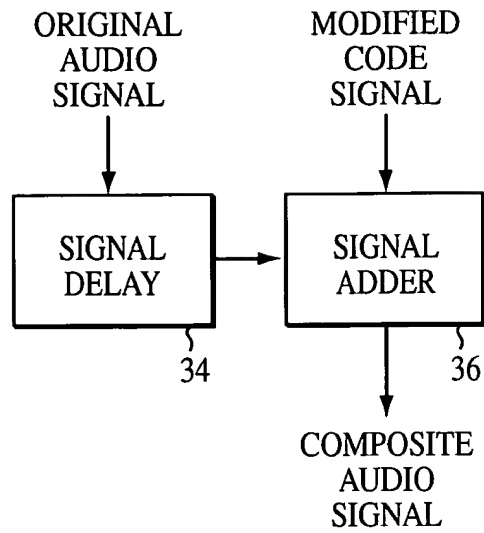 ORIGINAL
AUDIO
SIGNAL
MODIFIED
CODE
SIGNAL
SIGNAL
DELAY
SIGNAL
ADDER
34
36
COMPOSITE
AUDIO
SIGNAL